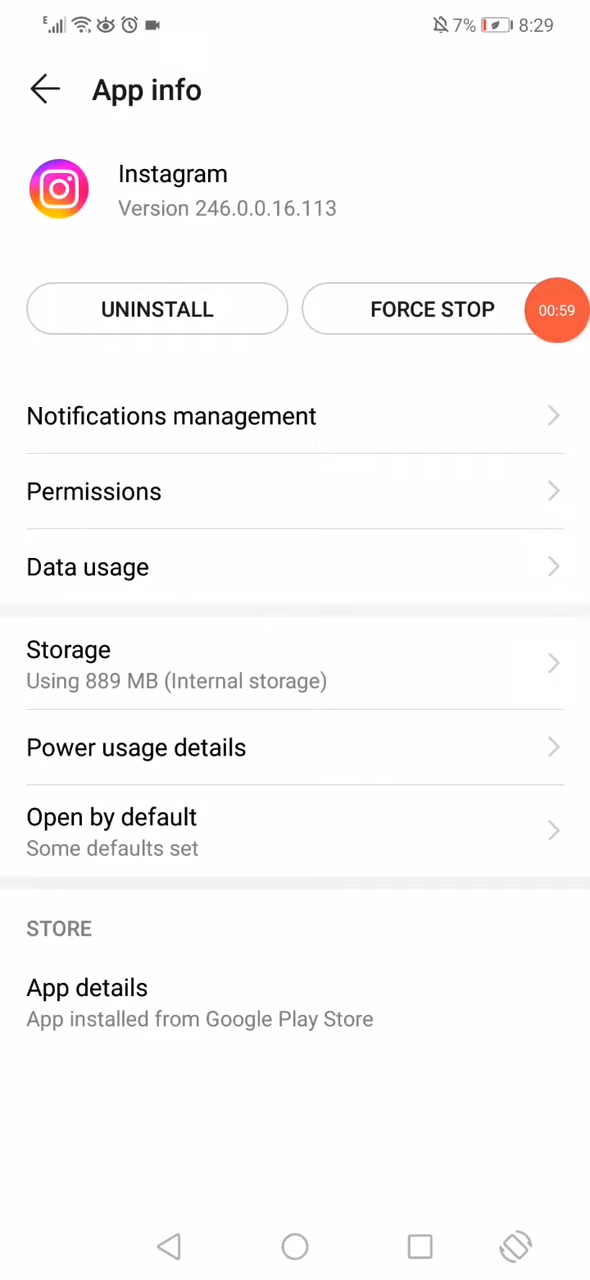 E 7% 8:29
App info
Instagram
Version 246.0.0.16.113
UNINSTALL
FORCE STOP
00:59
Notifications management
Permissions
Data usage
Storage
Using 889 MB (Internal storage)
Power usage details
Open by default
Some defaults set
STORE
App details
App installed from Google Play Store